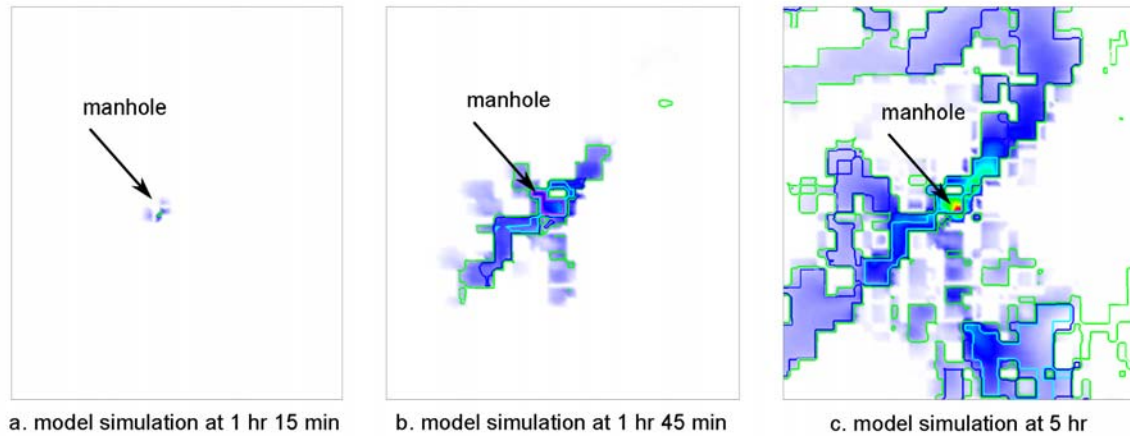 manhole
manhole
manhole
a. model simulation at 1 hr 15 min
b. model simulation at 1 hr 45 min
c. model simulation at 5 hr